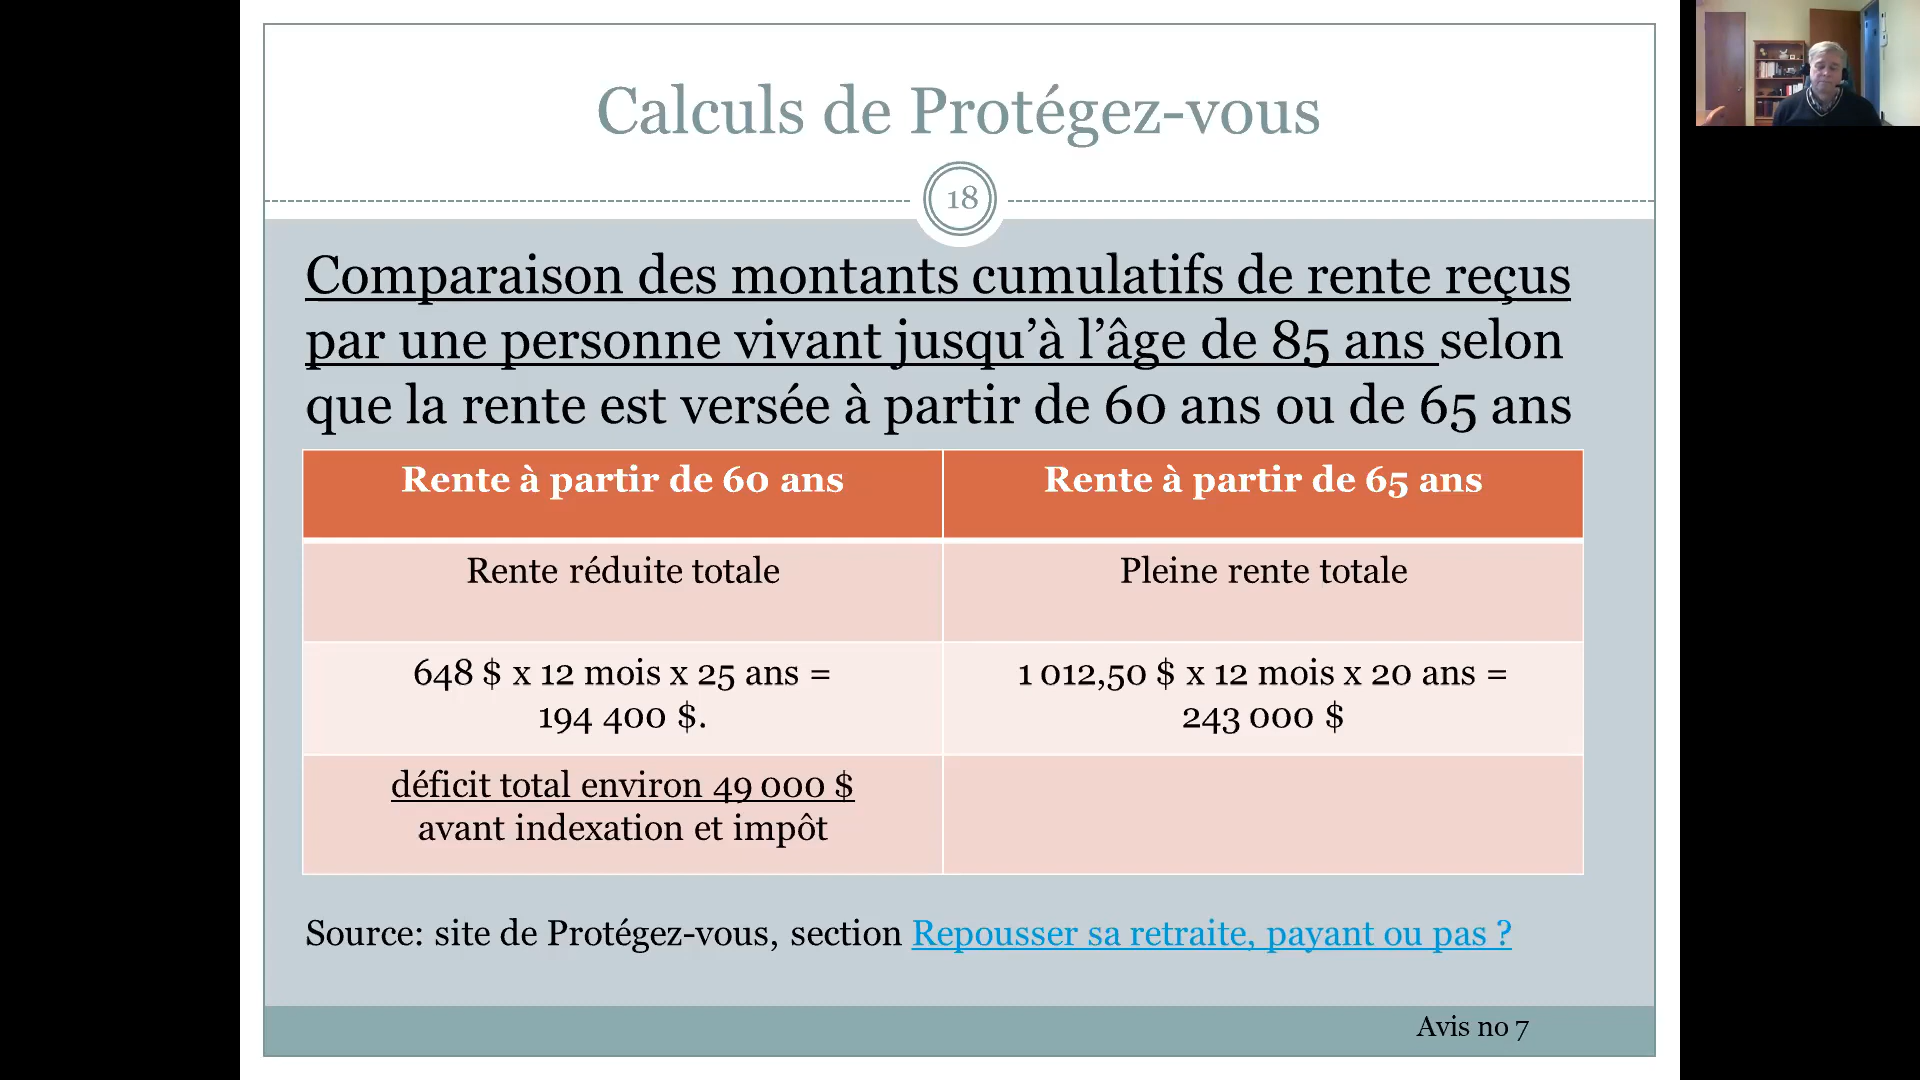 Calculs de Protégez-vous
18
Comparaison des montants cumulatifs de rente reçus
par une personne vivant jusqu’à l’âge de 85 ans selon
que la rente est versée à partir de 60 ans ou de 65 ans
Rente à partir de 60 ans
Rente à partir de 65 ans
Rente réduite totale
Pleine rente totale
648 $ x 12 mois x 25 ans =
194 400 $.
1 012,50 $ x 12 mois x 20 ans =
243 000 $
déficit total environ 49 000 $
avant indexation et impôt
Source: site de Protégez-vous, section Repousser sa retraite, payant ou pas ?
Avis no 7